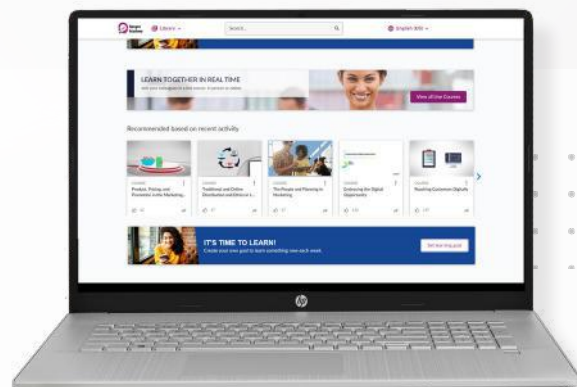 Library
Search...
English (US)
LEARN TOGETHER IN REAL TIME
View all Live Courses
Recommended based on recent activity
COURSE
Product, Pricing, and
Promotion in the Marketing...
COURSE
Traditional and Online
Distribution and Ethics in t...
COURSE
The People and Planning in
Marketing
COURSE
Embracing the Digital
Opportunity
COURSE
Reaching Customers Digitally
IT'S TIME TO LEARN!
Create your own goal to learn something new each week.
Set learning goal
hp